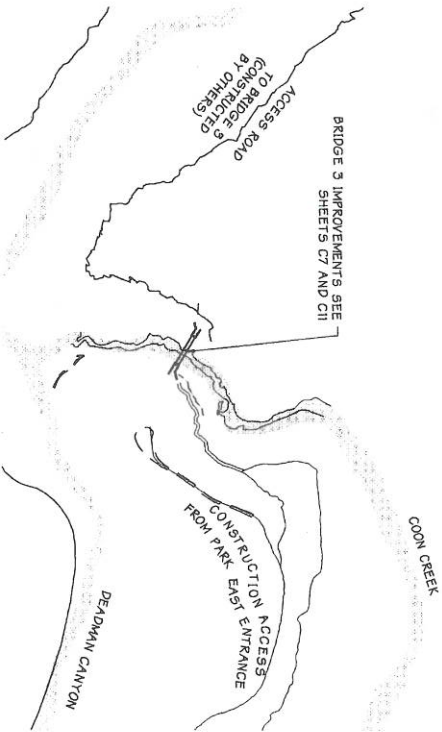 ACCESS ROAD
TO BRIDGE 3
(CONSTRUCTED
BY OTHERS)
BRIDGE 3 IMPROVEMENTS SEE
SHEETS C7 AND C11
COON CREEK
CONSTRUCTION ACCESS
FROM PARK EAST ENTRANCE
DEADMAN CANYON